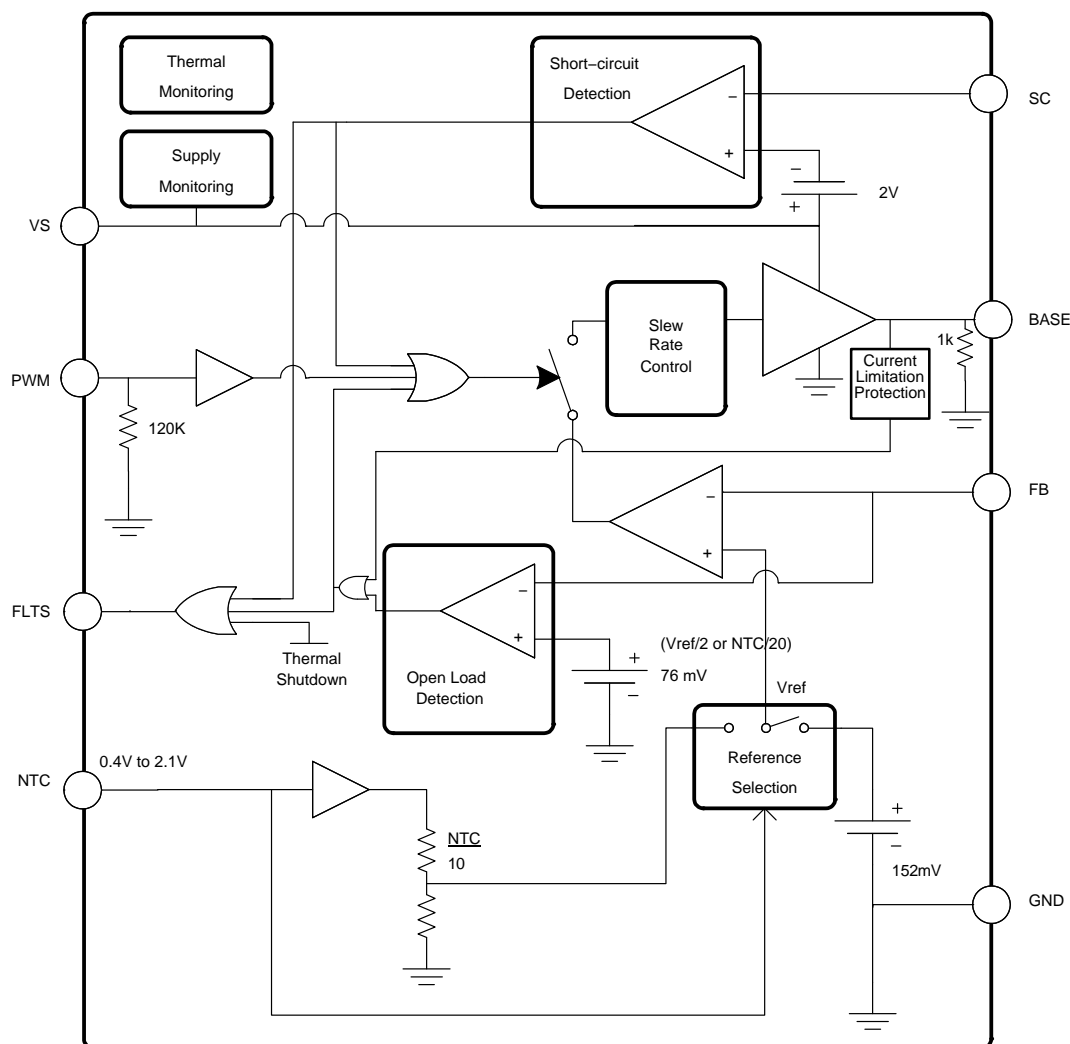 Thermal
Monitoring
Short−circuit
Detection
−
+
SC
Supply
Monitoring
−
+
2V
VS
Slew
Rate
Control
BASE
1k
Current
Limitation
Protection
PWM
120K
FB
−
+
FLTS
Thermal
Shutdown
−
+
Open Load
Detection
(Vref/2 or NTC/20)
+
76 mV
−
Vref
Reference
Selection
NTC
0.4V to 2.1V
NTC
10
+
−
152mV
GND